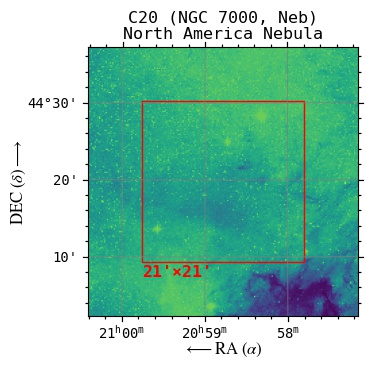 C20 (NGC 7000, Neb)
North America Nebula
44°30'
20'
10'
DEC (δ) ⟶
21'×21'
21ʰ00ᵐ
20ʰ59ᵐ
58ᵐ
⟵ RA (α)